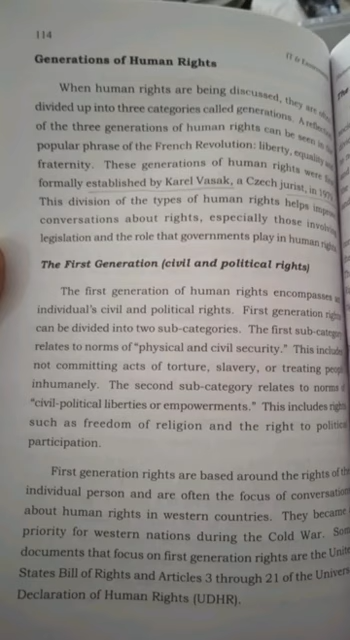 114
IT &
Generations of Human Rights
When human rights are being discussed, they are
divided up into three categories called generations. A
of the three generations of human rights can be seen in
popular phrase of the French Revolution: liberty, equality
fraternity. These generations of human rights were
formally established by Karel Vasak, a Czech jurist, in
This division of the types of human rights helps
conversations about rights, especially those
legislation and the role that governments play in human
The First Generation (civil and political rights)
The first generation of human rights encompasses
individual's civil and political rights. First generation
can be divided into two sub-categories. The first
relates to norms of "physical and civil security." This
not committing acts of torture, slavery, or treating
inhumanely. The second sub-category relates to norms
"civil-political liberties or empowerments." This includes
such as freedom of religion and the right to
participation.
First generation rights are based around the rights of
individual person and are often the focus of
about human rights in western countries. They became
priority for western nations during the Cold War.
documents that focus on first generation rights are the
States Bill of Rights and Articles 3 through 21 of the
Declaration of Human Rights (UDHR).